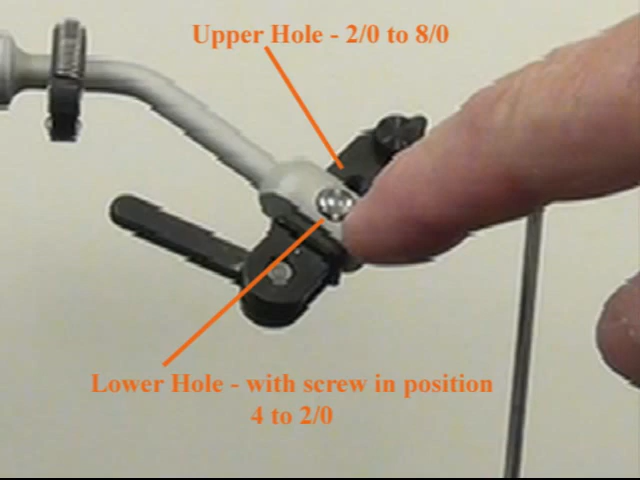 Upper Hole - 2/0 to 8/0
Lower Hole - with screw in position
4 to 2/0